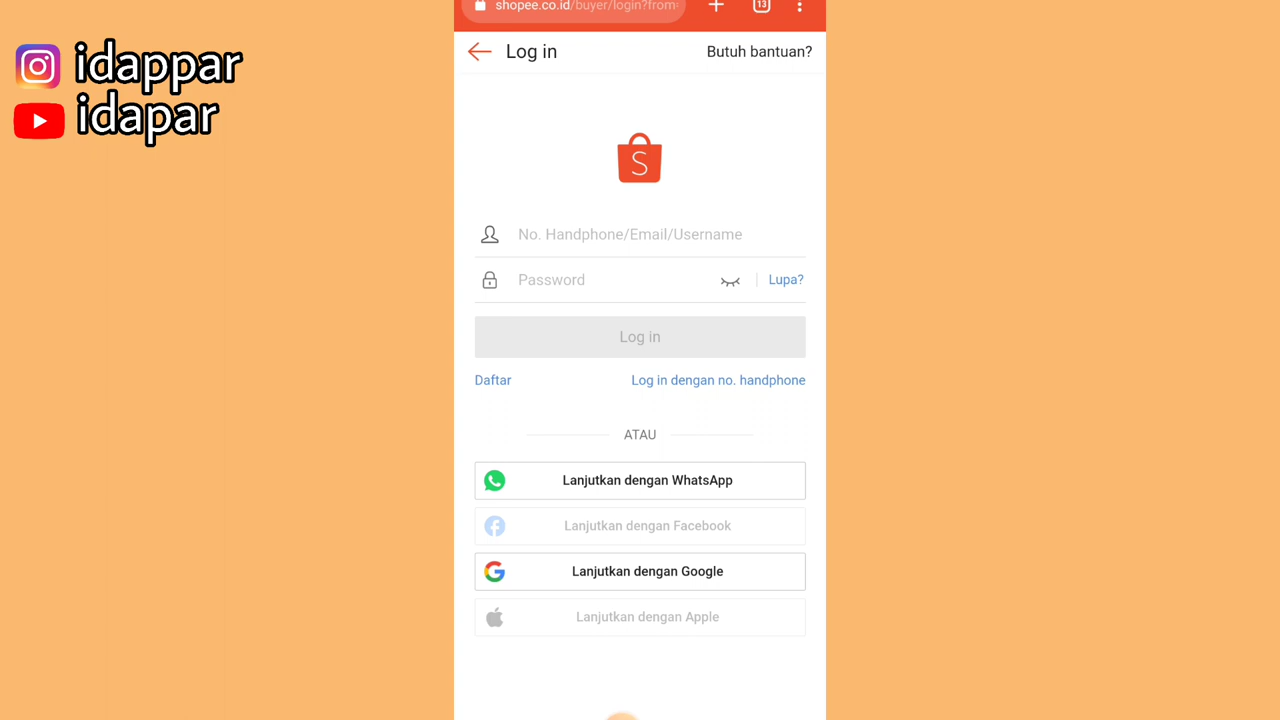 idappar
idapar
shopee.co.id/buyer/login?from
13
Log in
Butuh bantuan?
S
No. Handphone/Email/Username
Password
Lupa?
Log in
Daftar
Log in dengan no. handphone
ATAU
Lanjutkan dengan WhatsApp
Lanjutkan dengan Facebook
Lanjutkan dengan Google
Lanjutkan dengan Apple